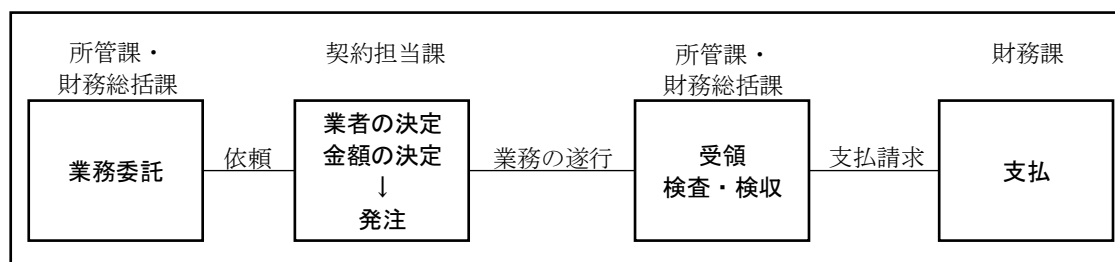 所管課・
財務総括課
契約担当課
所管課・
財務総括課
財務課
業務委託
依頼
業者の決定
金額の決定
↓
発注
業務の遂行
受領
検査・検収
支払請求
支払